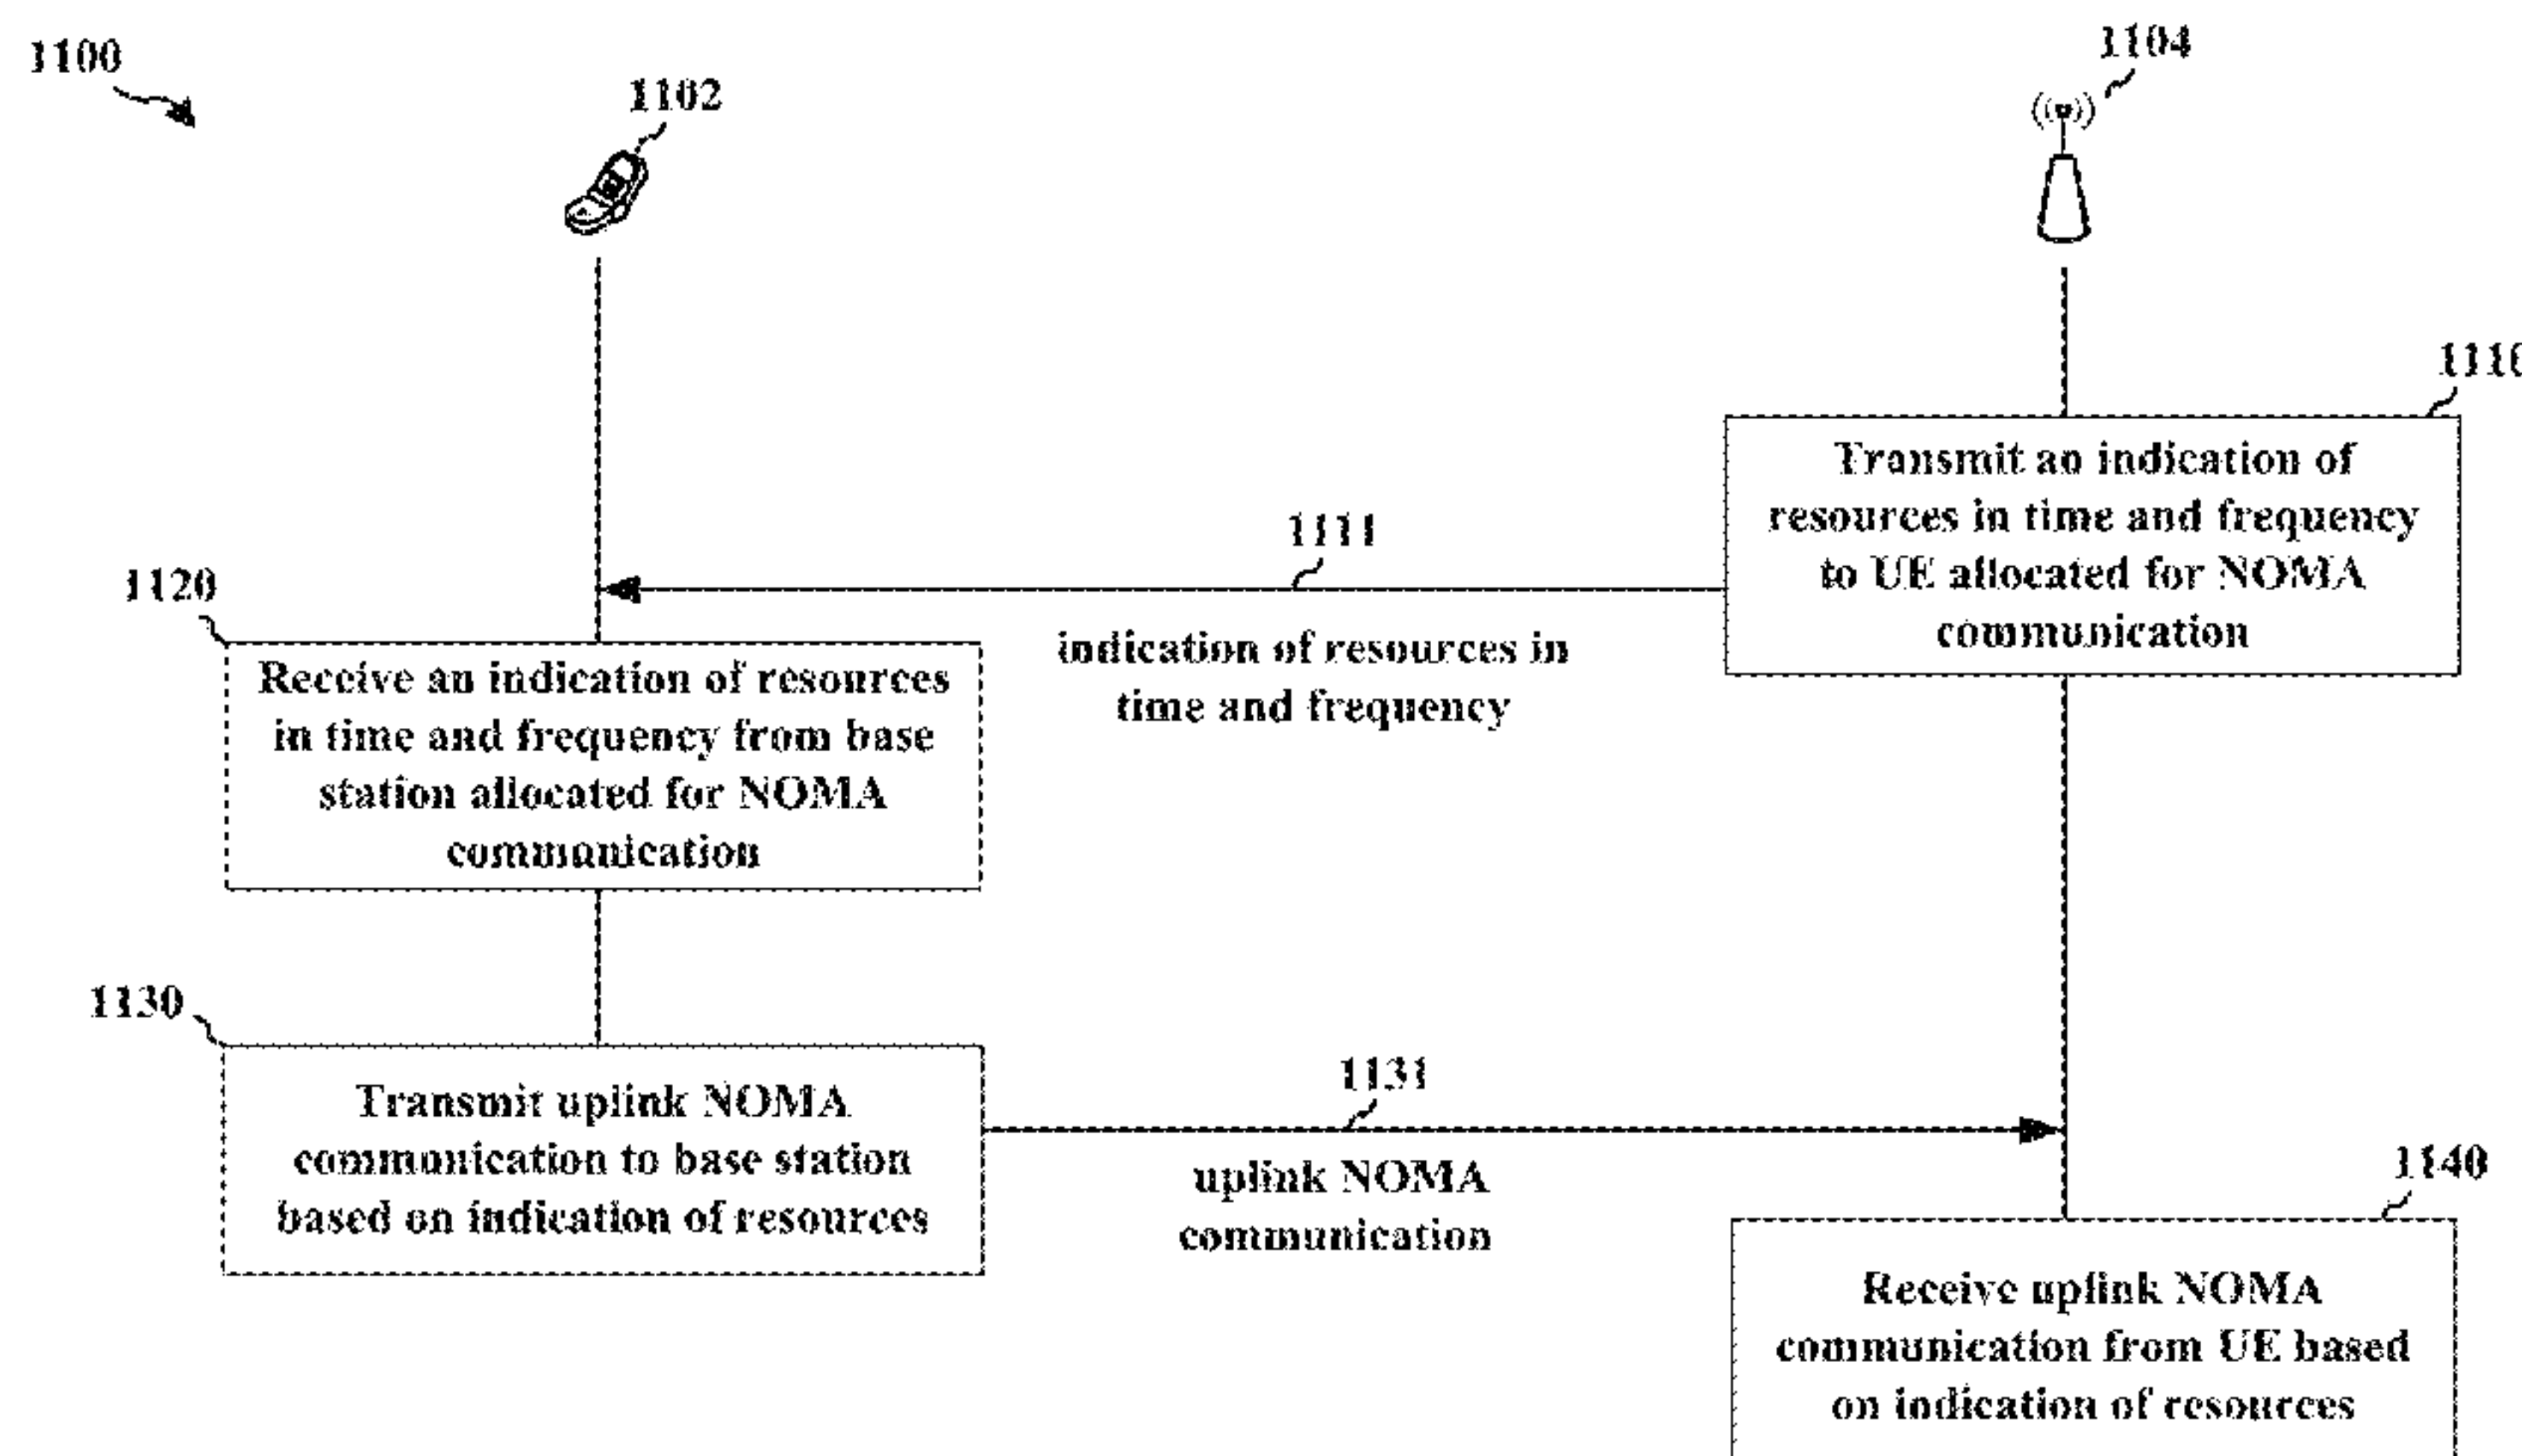 1100
1102
1104
1110
Transmit an indication of
resources in time and frequency
to UE allocated for NOMA
communication
1111
indication of resources in
time and frequency
1120
Receive an indication of resources
in time and frequency from base
station allocated for NOMA
communication
1130
Transmit uplink NOMA
communication to base station
based on indication of resources
1131
uplink NOMA
communication
1140
Receive uplink NOMA
communication from UE based
on indication of resources